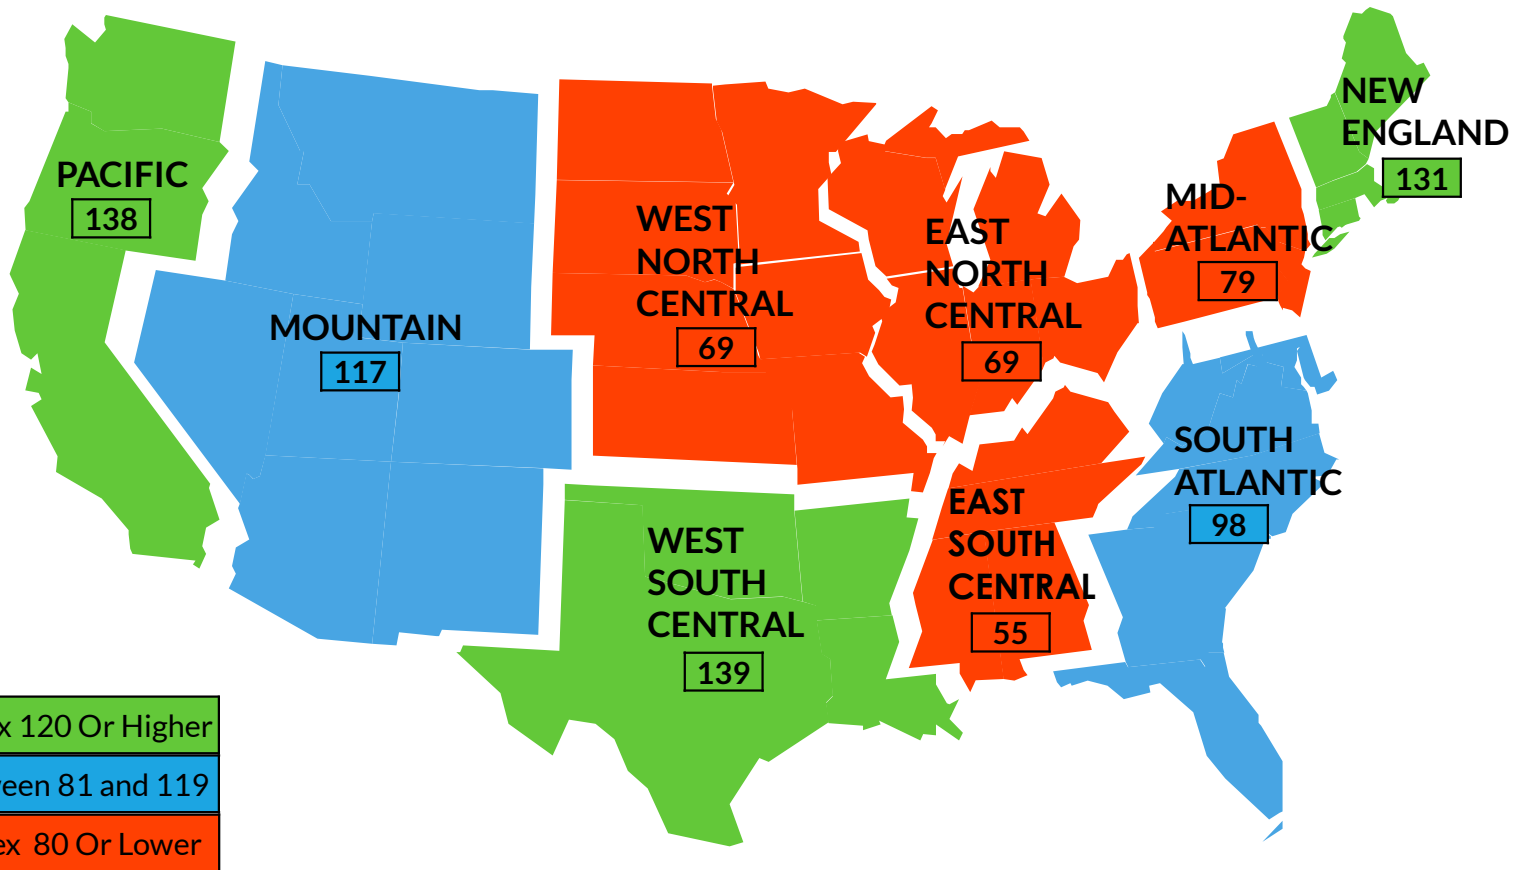 NEW
ENGLAND
131
PACIFIC
138
MID-
ATLANTIC
79
WEST
NORTH
CENTRAL
69
EAST
NORTH
CENTRAL
69
MOUNTAIN
117
SOUTH
ATLANTIC
98
EAST
SOUTH
CENTRAL
55
WEST
SOUTH
CENTRAL
139
x 120 Or Higher
een 81 and 119
ex 80 Or Lower